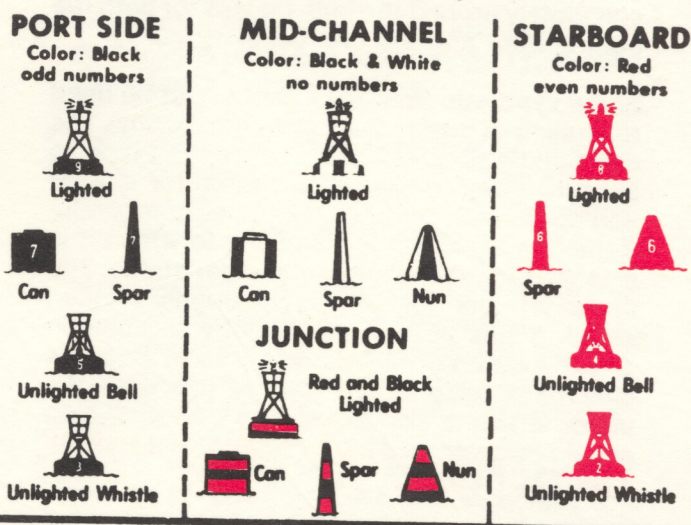 PORT SIDE
Color: Black
odd numbers
9
Lighted
7
7
Can
Spar
5
Unlighted Bell
3
Unlighted Whistle
MID-CHANNEL
Color: Black & White
no numbers
Lighted
Can
Spar
Nun
JUNCTION
Red and Black
Lighted
Can
Spar
Nun
STARBOARD
Color: Red
even numbers
8
Lighted
6
6
Spar
4
Unlighted Bell
2
Unlighted Whistle